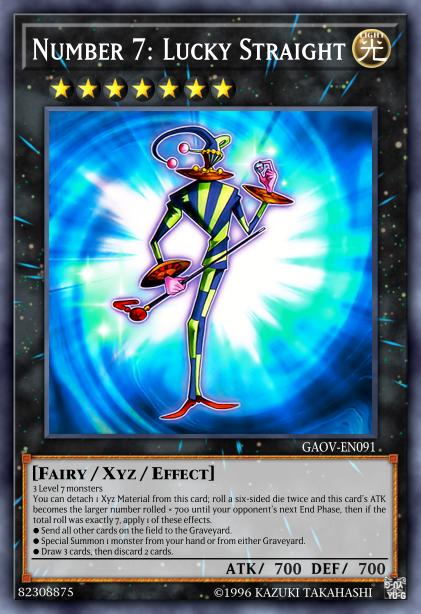 Number 7: Lucky Straight
LIGHT
光
GAOV-EN091
[Fairy / Xyz / Effect]
3 Level 7 monsters
You can detach 1 Xyz Material from this card; roll a six-sided die twice and this card's ATK
becomes the larger number rolled × 700 until your opponent's next End Phase, then if the
total roll was exactly 7, apply 1 of these effects.
● Send all other cards on the field to the Graveyard.
● Special Summon 1 monster from your hand or from either Graveyard.
● Draw 3 cards, then discard 2 cards.
ATK/ 700 DEF/ 700
82308875
©1996 KAZUKI TAKAHASHI